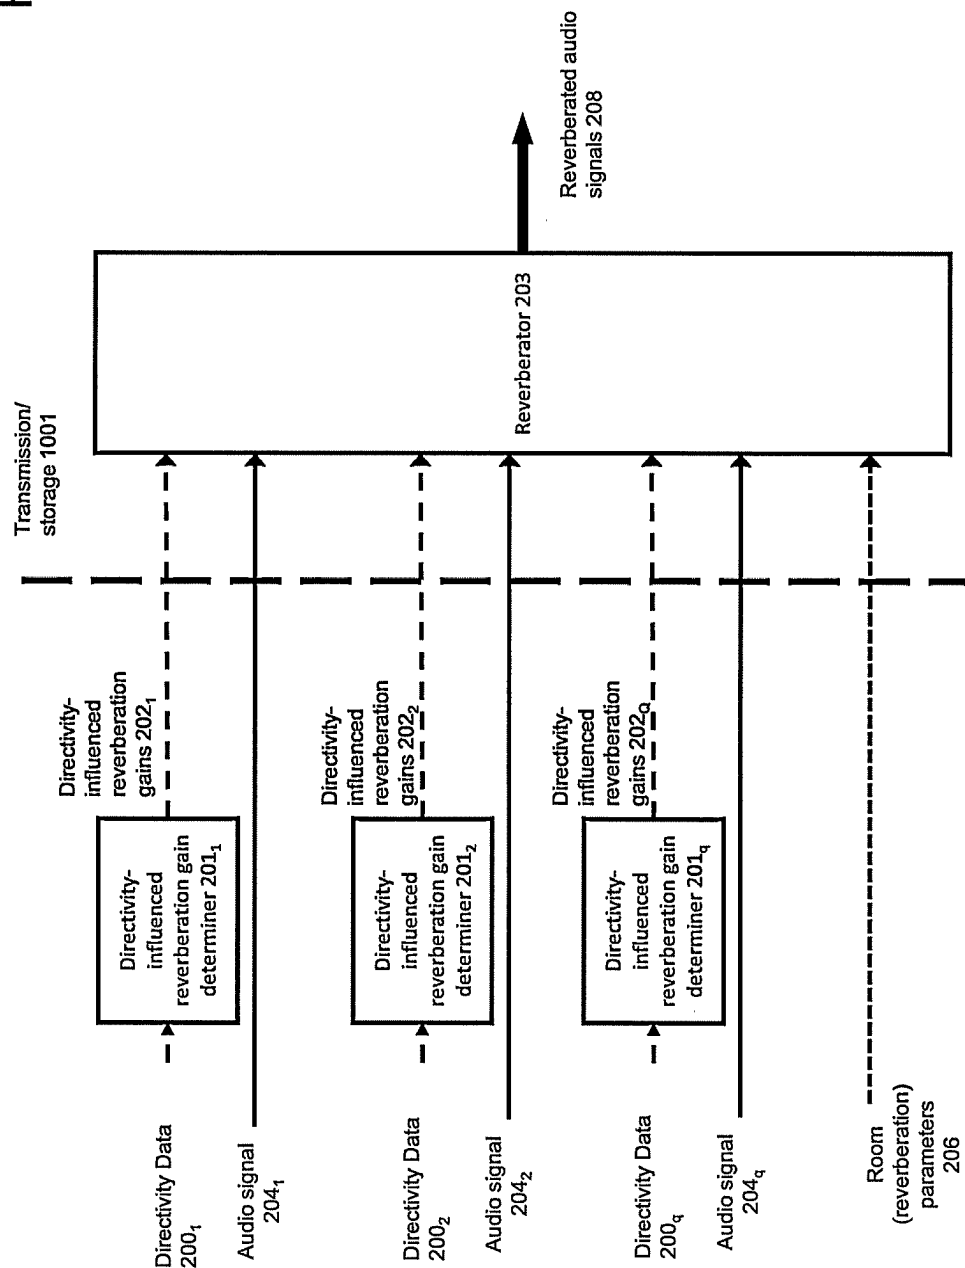 Transmission/
storage 1001
Directivity-
influenced
reverberation
gains 202₁
Directivity-
influenced
reverberation gain
determiner 201₁
Directivity Data
200₁
Audio signal
204₁
Directivity-
influenced
reverberation
gains 202₂
Directivity-
influenced
reverberation gain
determiner 201₂
Directivity Data
200₂
Audio signal
204₂
Reverberator 203
Reverberated audio
signals 208
Directivity-
influenced
reverberation
gains 202Q
Directivity-
influenced
reverberation gain
determiner 201q
Directivity Data
200q
Audio signal
204q
Room
(reverberation)
parameters
206